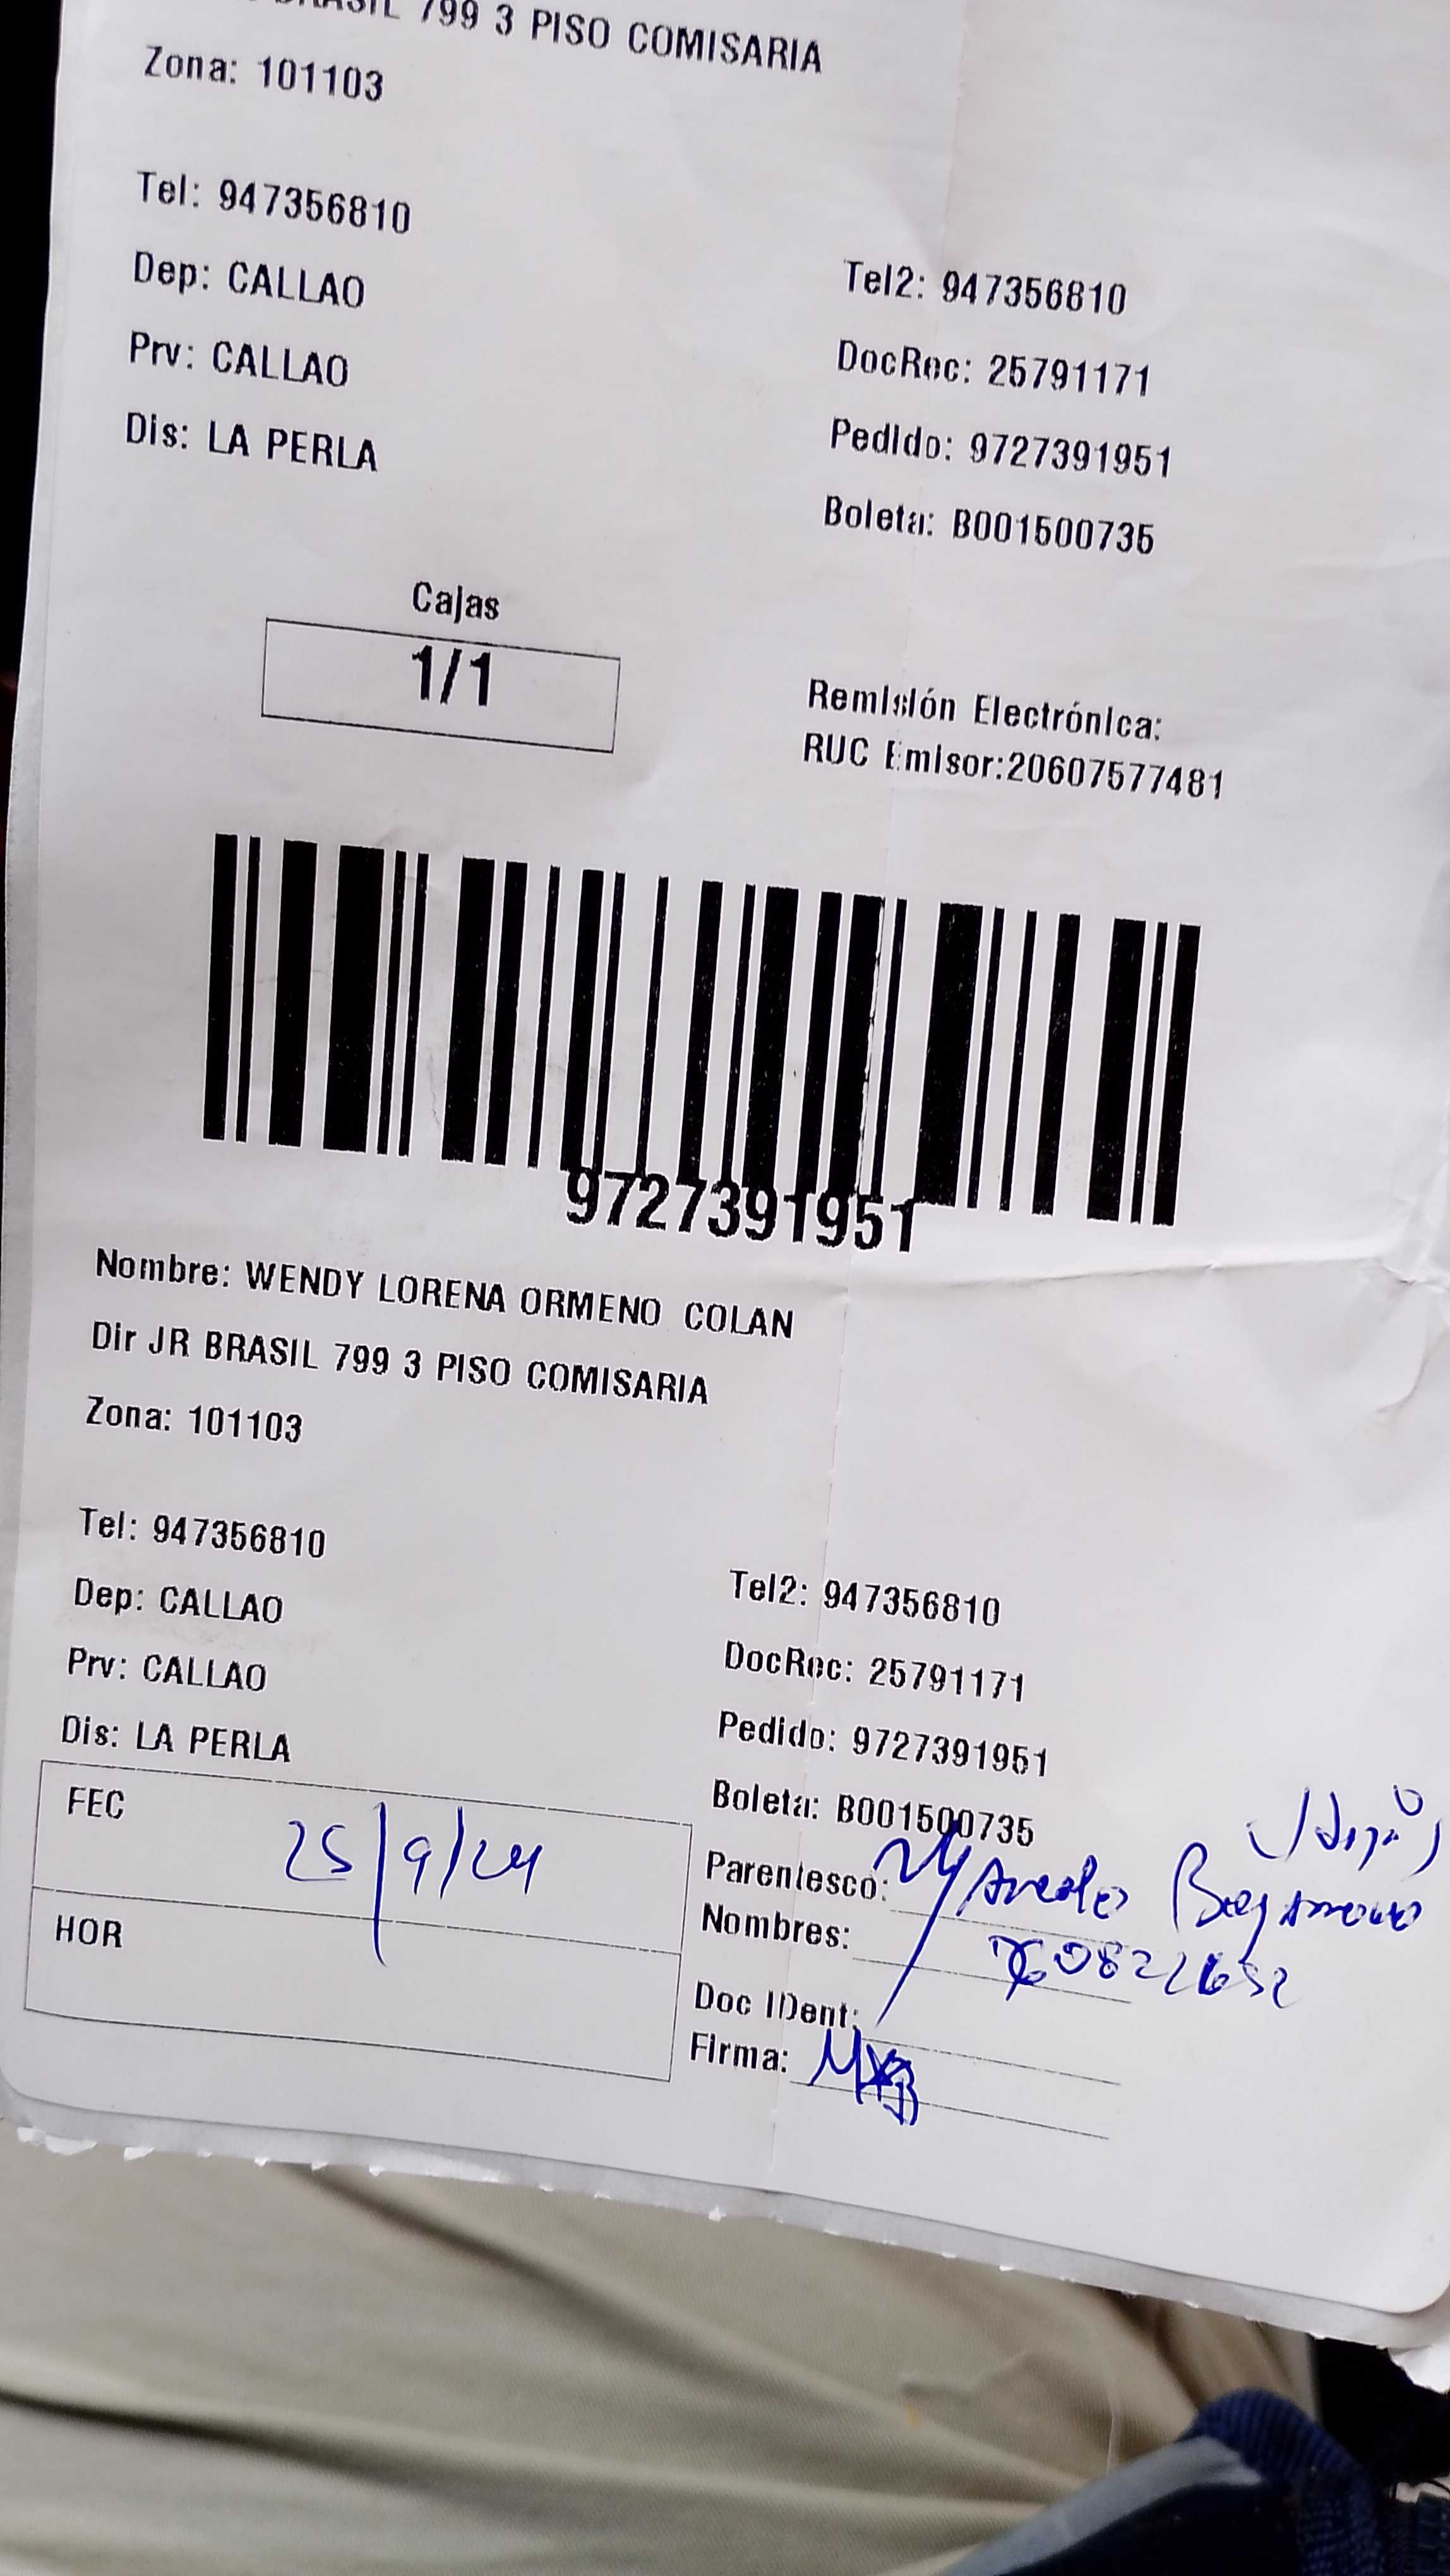 BRASIL 799 3 PISO COMISARIA
Zona: 101103
Tel: 947356810
Tel2: 947356810
Dep: CALLAO
DocRec: 25791171
Prv: CALLAO
Pedido: 9727391951
Dis: LA PERLA
Boleta: B001500735
Cajas
1/1
Remisión Electrónica:
RUC Emisor:20607577481
9727391951
Nombre: WENDY LORENA ORMENO COLAN
Dir JR BRASIL 799 3 PISO COMISARIA
Zona: 101103
Tel: 947356810
Tel2: 947356810
Dep: CALLAO
DocRec: 25791171
Prv: CALLAO
Pedido: 9727391951
Dis: LA PERLA
Boleta: B001500735
FEC 25/9/24
Parentesco:
HOR
Nombres:
Doc IDent:
Firma: